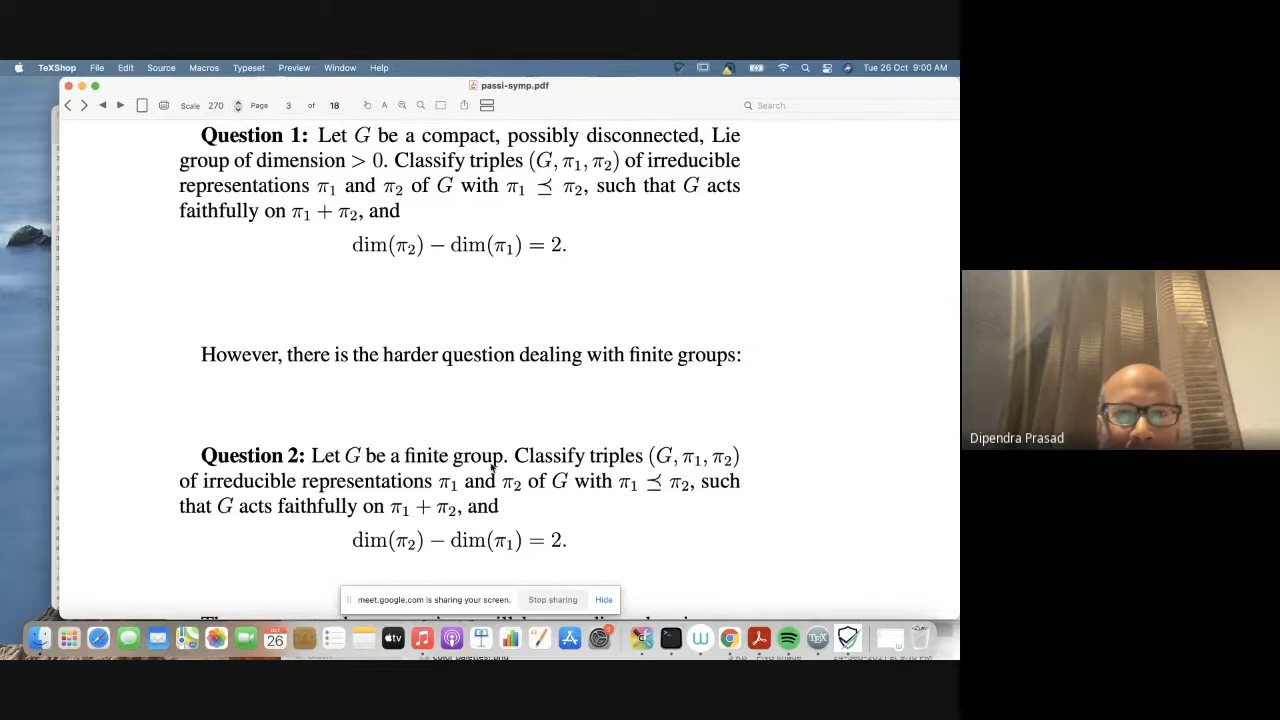 TeXShop File Edit Source Macros Typeset Preview Window Help Tue 26 Oct 9:00 AM
passi-symp.pdf
Scale 270 Page 3 of 18 Search
Question 1: Let G be a compact, possibly disconnected, Lie
group of dimension > 0. Classify triples (G, π₁, π₂) of irreducible
representations π₁ and π₂ of G with π₁ ⪯ π₂, such that G acts
faithfully on π₁ + π₂, and
dim(π₂) − dim(π₁) = 2.
However, there is the harder question dealing with finite groups:
Question 2: Let G be a finite group. Classify triples (G, π₁, π₂)
of irreducible representations π₁ and π₂ of G with π₁ ⪯ π₂, such
that G acts faithfully on π₁ + π₂, and
dim(π₂) − dim(π₁) = 2.
meet.google.com is sharing your screen. Stop sharing Hide
Dipendra Prasad
OCT
26
tv
TEX